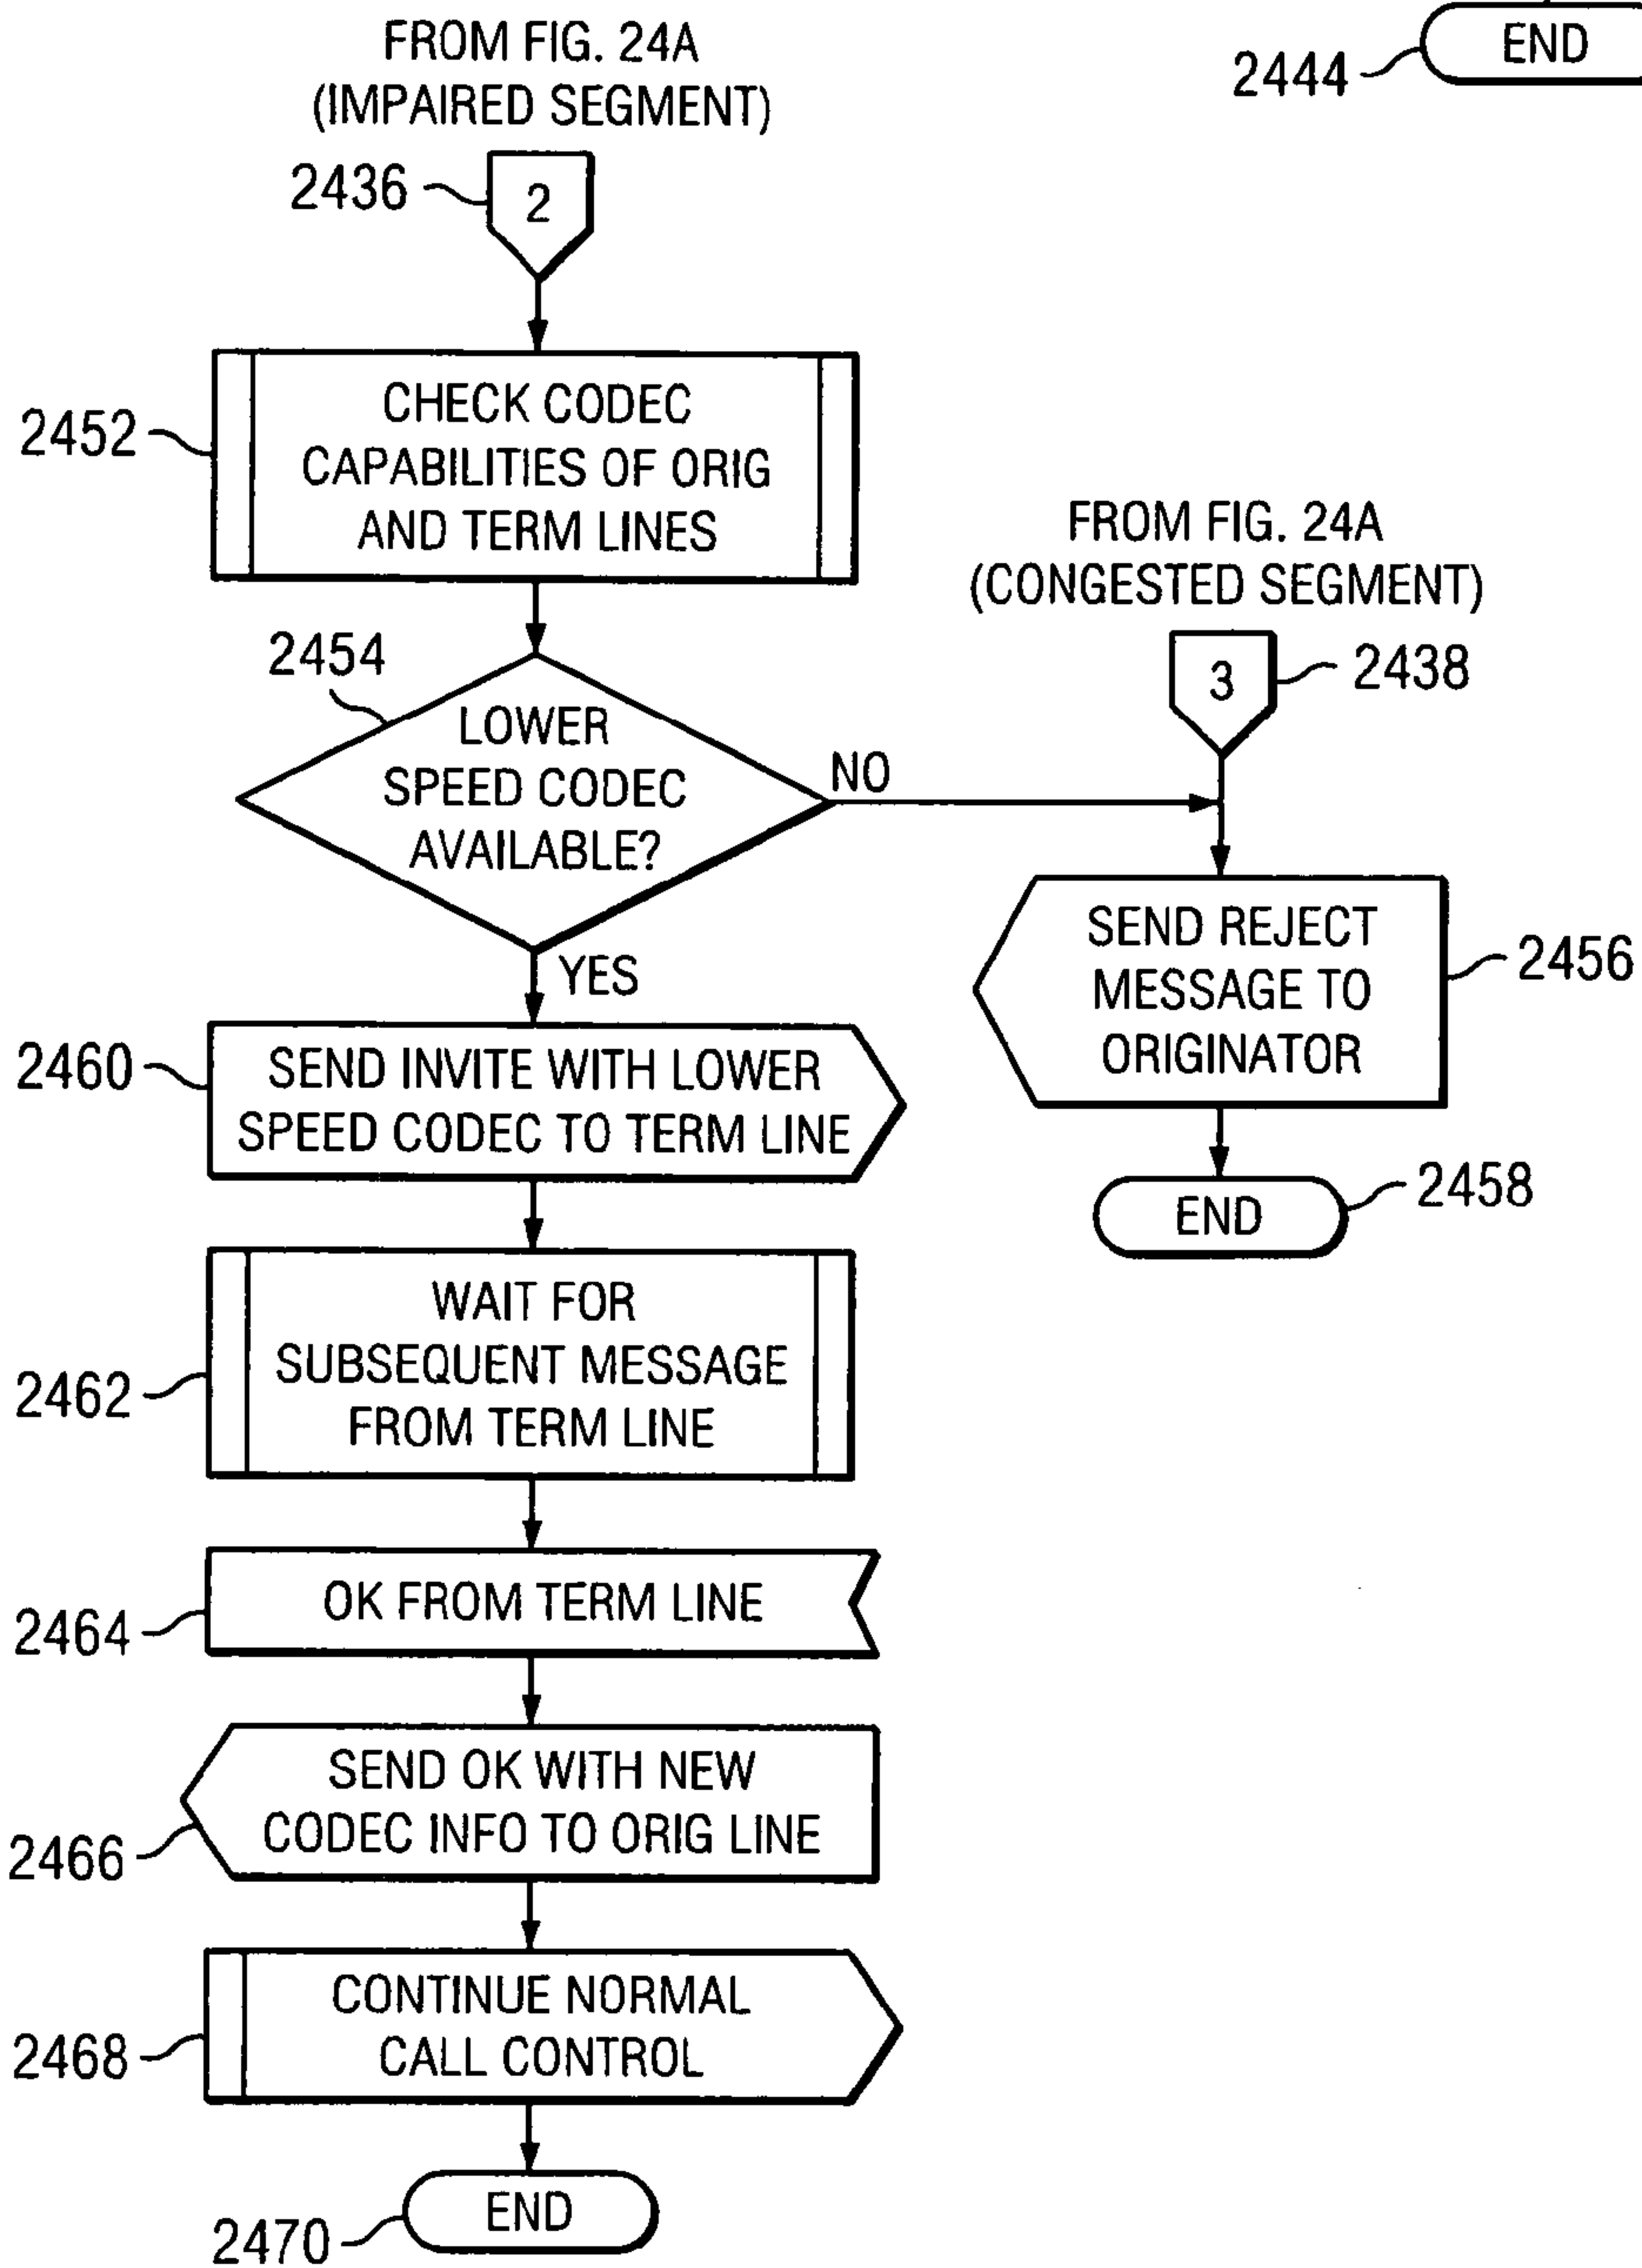 FROM FIG. 24A
(IMPAIRED SEGMENT)
2436
2
END
2444
2452
CHECK CODEC
CAPABILITIES OF ORIG
AND TERM LINES
FROM FIG. 24A
(CONGESTED SEGMENT)
3
2438
2454
LOWER
SPEED CODEC
AVAILABLE?
NO
YES
SEND REJECT
MESSAGE TO
ORIGINATOR
2456
END
2458
2460
SEND INVITE WITH LOWER
SPEED CODEC TO TERM LINE
2462
WAIT FOR
SUBSEQUENT MESSAGE
FROM TERM LINE
2464
OK FROM TERM LINE
2466
SEND OK WITH NEW
CODEC INFO TO ORIG LINE
2468
CONTINUE NORMAL
CALL CONTROL
END
2470